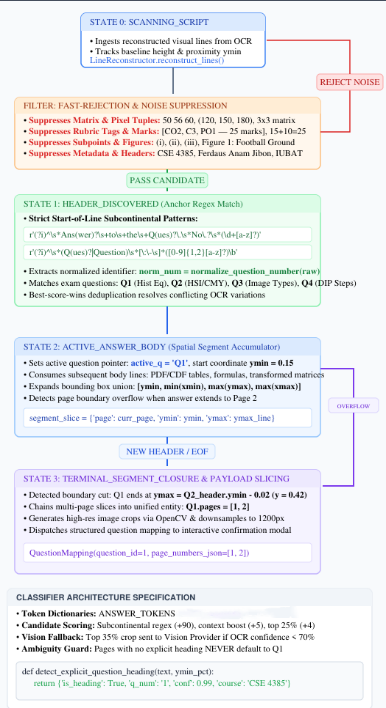 STATE 0: SCANNING_SCRIPT
• Ingests reconstructed visual lines from OCR
• Tracks baseline height & proximity ymin
LineReconstructor.reconstruct_lines()
REJECT NOISE
FILTER: FAST-REJECTION & NOISE SUPPRESSION
• Suppresses Matrix & Pixel Tuples: 50 56 60, (120, 150, 180), 3x3 matrix
• Suppresses Rubric Tags & Marks: [CO2, C3, PO1 — 25 marks], 15+10=25
• Suppresses Subpoints & Figures: (i), (ii), (iii), Figure 1: Football Ground
• Suppresses Metadata & Headers: CSE 4385, Ferdaus Anam Jibon, IUBAT
PASS CANDIDATE
STATE 1: HEADER_DISCOVERED (Anchor Regex Match)
• Strict Start-of-Line Subcontinental Patterns:
r'(?i)^\s*Ans(wer)?\s+to\s+the\s+Q(ues)?\.\s*No\.?\s*(\d+[a-z]?)'
r'(?i)^\s*(Q(ues)?|Question)\s*[\:\-\s]*([0-9]{1,2}[a-z]?)\b'
• Extracts normalized identifier: norm_num = normalize_question_number(raw)
• Matches exam questions: Q1 (Hist Eq), Q2 (HSI/CMY), Q3 (Image Types), Q4 (DIP Steps)
• Best-score-wins deduplication resolves conflicting OCR variations
STATE 2: ACTIVE_ANSWER_BODY (Spatial Segment Accumulator)
• Sets active question pointer: active_q = 'Q1', start coordinate ymin = 0.15
• Consumes subsequent body lines: PDF/CDF tables, formulas, transformed matrices
• Expands bounding box union: [ymin, min(xmin), max(ymax), max(xmax)]
• Detects page boundary overflow when answer extends to Page 2
segment_slice = {'page': curr_page, 'ymin': ymin, 'ymax': ymax_line}
OVERFLOW
NEW HEADER / EOF
STATE 3: TERMINAL_SEGMENT_CLOSURE & PAYLOAD SLICING
• Detected boundary cut: Q1 ends at ymax = Q2_header.ymin - 0.02 (y = 0.42)
• Chains multi-page slices into unified entity: Q1.pages = [1, 2]
• Generates high-res image crops via OpenCV & downsamples to 1200px
• Dispatches structured question mapping to interactive confirmation modal
QuestionMapping(question_id=1, page_numbers_json=[1, 2])
CLASSIFIER ARCHITECTURE SPECIFICATION
• Token Dictionaries: ANSWER_TOKENS
• Candidate Scoring: Subcontinental regex (+90), context boost (+5), top 25% (+4)
• Vision Fallback: Top 35% crop sent to Vision Provider if OCR confidence < 70%
• Ambiguity Guard: Pages with no explicit heading NEVER default to Q1
def detect_explicit_question_heading(text, ymin_pct):
return {'is_heading': True, 'q_num': '1', 'conf': 0.99, 'course': 'CSE 4385'}